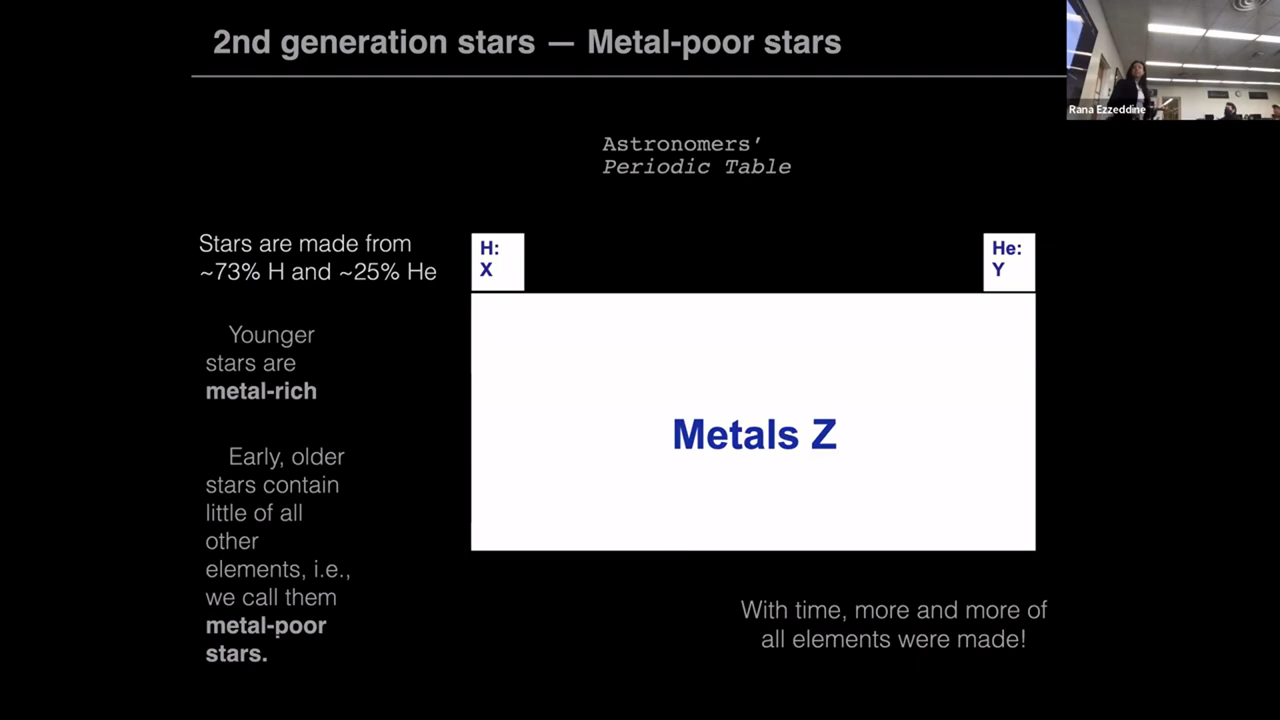 2nd generation stars — Metal-poor stars
Rana Ezzeddine
Astronomers’
Periodic Table
Stars are made from
~73% H and ~25% He
H:
X
He:
Y
Younger
stars are
metal-rich
Metals Z
Early, older
stars contain
little of all
other
elements, i.e.,
we call them
metal-poor
stars.
With time, more and more of
all elements were made!